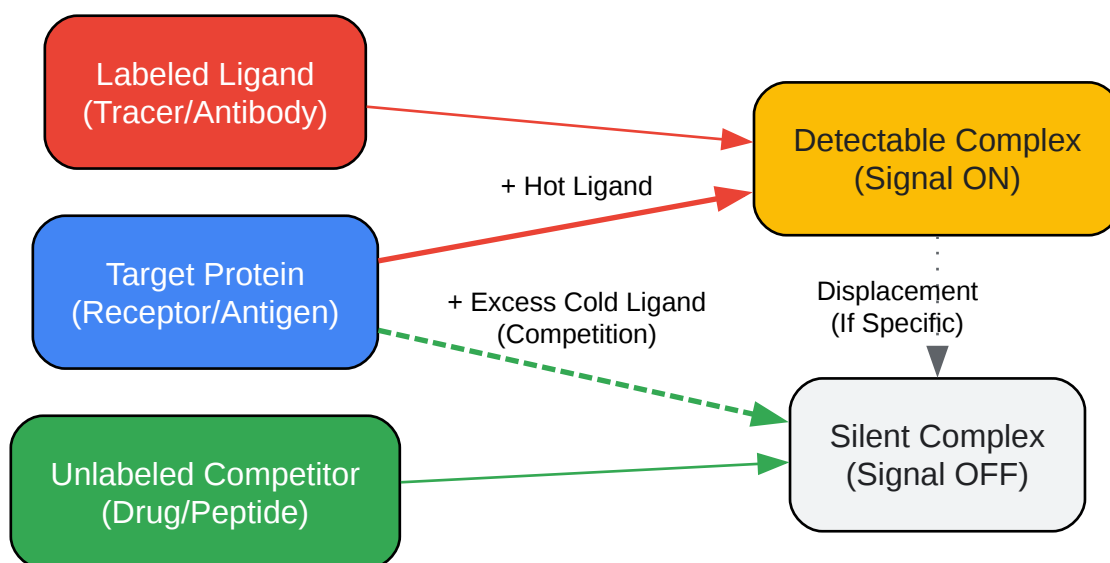 Labeled Ligand
(Tracer/Antibody)
Detectable Complex
(Signal ON)
+ Hot Ligand
Target Protein
(Receptor/Antigen)
+ Excess Cold Ligand
(Competition)
Displacement
(If Specific)
Unlabeled Competitor
(Drug/Peptide)
Silent Complex
(Signal OFF)